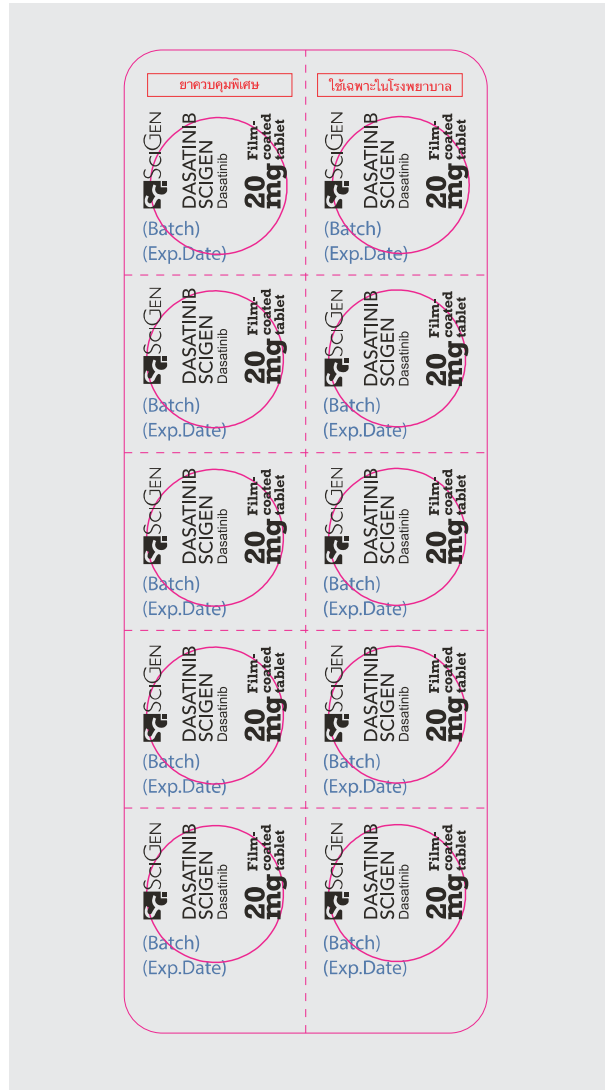 ยาควบคุมพิเศษ
ใช้เฉพาะในโรงพยาบาล
SCIGEN
DASATINIB
SCIGEN
Dasatinib
20
mg
Film-
coated
tablet
(Batch)
(Exp.Date)
SCIGEN
DASATINIB
SCIGEN
Dasatinib
20
mg
Film-
coated
tablet
(Batch)
(Exp.Date)
SCIGEN
DASATINIB
SCIGEN
Dasatinib
20
mg
Film-
coated
tablet
(Batch)
(Exp.Date)
SCIGEN
DASATINIB
SCIGEN
Dasatinib
20
mg
Film-
coated
tablet
(Batch)
(Exp.Date)
SCIGEN
DASATINIB
SCIGEN
Dasatinib
20
mg
Film-
coated
tablet
(Batch)
(Exp.Date)
SCIGEN
DASATINIB
SCIGEN
Dasatinib
20
mg
Film-
coated
tablet
(Batch)
(Exp.Date)
SCIGEN
DASATINIB
SCIGEN
Dasatinib
20
mg
Film-
coated
tablet
(Batch)
(Exp.Date)
SCIGEN
DASATINIB
SCIGEN
Dasatinib
20
mg
Film-
coated
tablet
(Batch)
(Exp.Date)
SCIGEN
DASATINIB
SCIGEN
Dasatinib
20
mg
Film-
coated
tablet
(Batch)
(Exp.Date)
SCIGEN
DASATINIB
SCIGEN
Dasatinib
20
mg
Film-
coated
tablet
(Batch)
(Exp.Date)